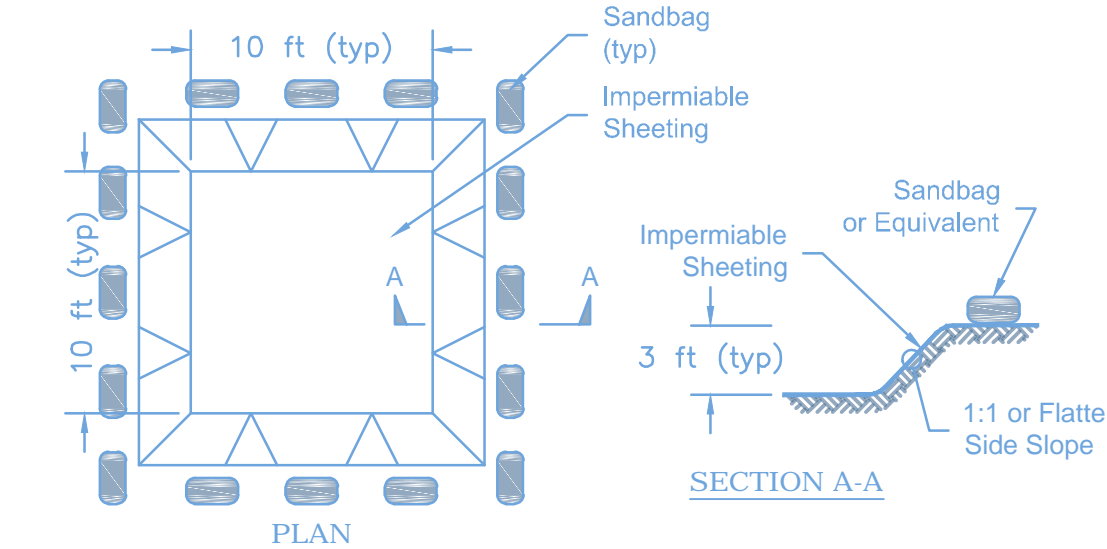 10 ft (typ)
Sandbag
(typ)
Impermiable
Sheeting
10 ft (typ)
A
A
PLAN
Sandbag
or Equivalent
Impermiable
Sheeting
3 ft (typ)
1:1 or Flatte
Side Slope
SECTION A-A